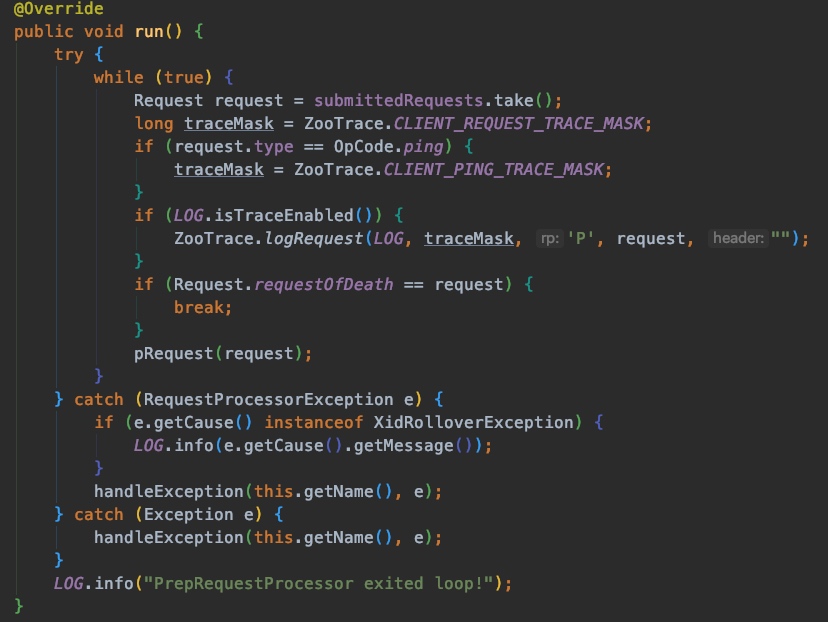 @Override
public void run() {
try {
while (true) {
Request request = submittedRequests.take();
long traceMask = ZooTrace.CLIENT_REQUEST_TRACE_MASK;
if (request.type == OpCode.ping) {
traceMask = ZooTrace.CLIENT_PING_TRACE_MASK;
}
if (LOG.isTraceEnabled()) {
ZooTrace.logRequest(LOG, traceMask, rp: 'P', request, header: "");
}
if (Request.requestOfDeath == request) {
break;
}
pRequest(request);
}
} catch (RequestProcessorException e) {
if (e.getCause() instanceof XidRolloverException) {
LOG.info(e.getCause().getMessage());
}
handleException(this.getName(), e);
} catch (Exception e) {
handleException(this.getName(), e);
}
LOG.info("PrepRequestProcessor exited loop!");
}